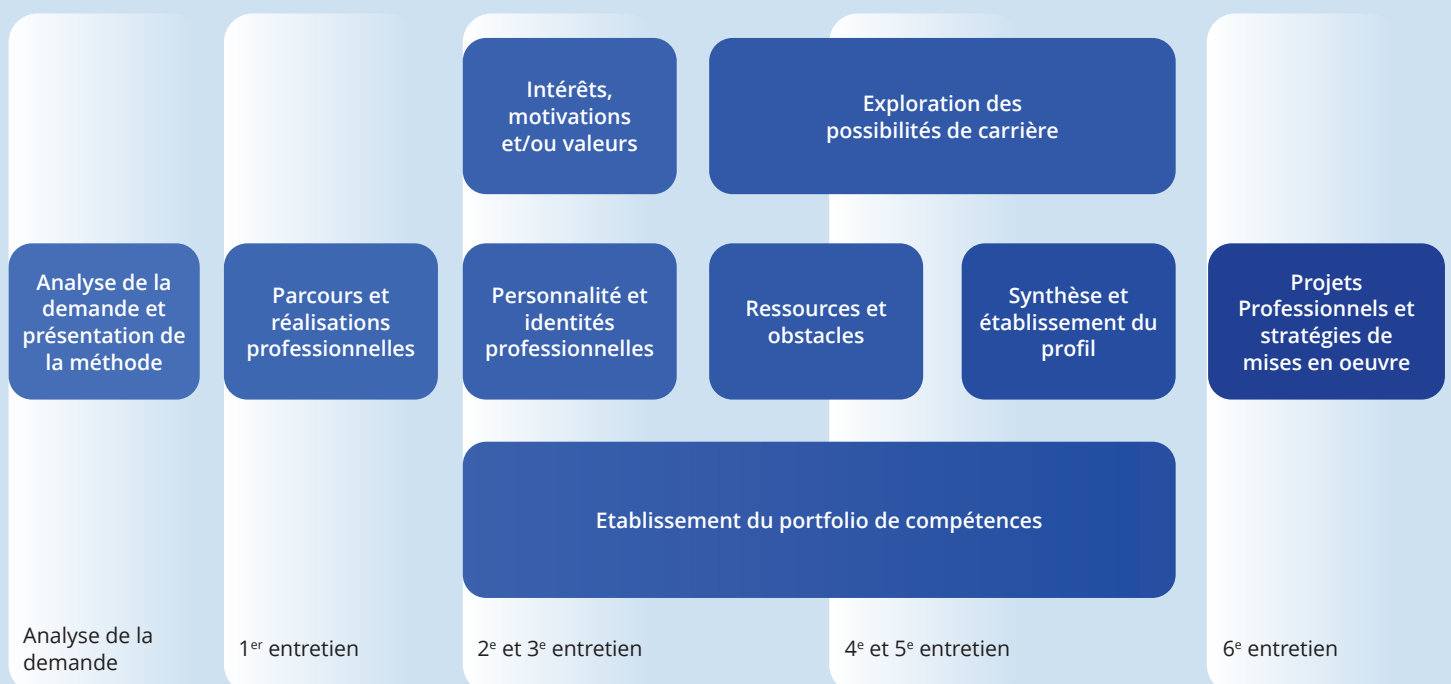 Intérêts,
motivations
et/ou valeurs
Exploration des
possibilités de carrière
Analyse de la
demande et
présentation de
la méthode
Parcours et
réalisations
professionnelles
Personnalité et
identités
professionnelles
Ressources et
obstacles
Synthèse et
établissement du
profil
Projets
Professionnels et
stratégies de
mises en oeuvre
Etablissement du portfolio de compétences
Analyse de la
demande
1er entretien
2e et 3e entretien
4e et 5e entretien
6e entretien